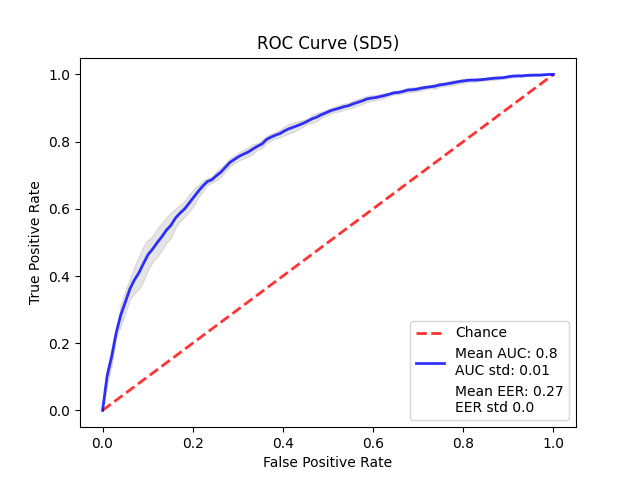 ROC Curve (SD5)
True Positive Rate
1.0
0.8
0.6
0.4
0.2
0.0
0.0 0.2 0.4 0.6 0.8 1.0
False Positive Rate
Chance
Mean AUC: 0.8
AUC std: 0.01
Mean EER: 0.27
EER std 0.0